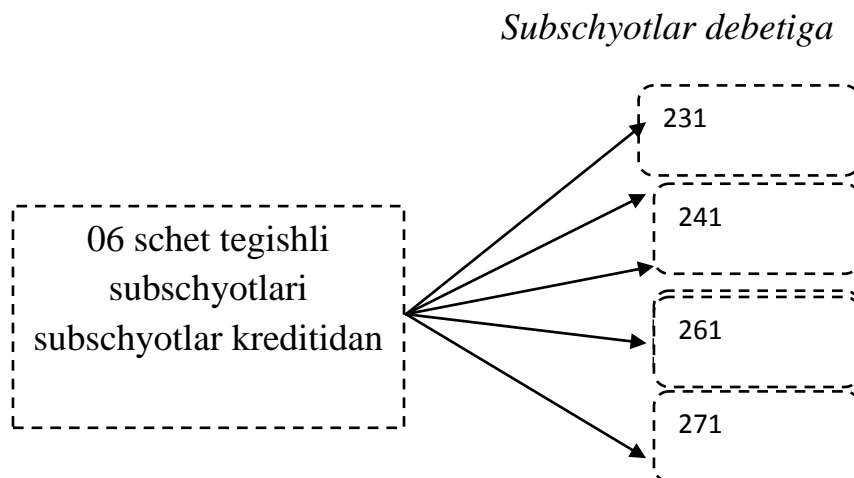 Subschyotlar debetiga
231
241
06 schet tegishli
subschyotlari
subschyotlar kreditidan
261
271